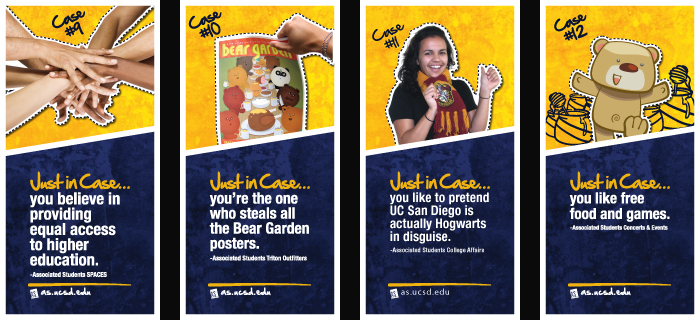 Case
#9
Just in Case...
you believe in
providing
equal access
to higher
education.
-Associated Students SPACES
as.ucsd.edu
Case
#10
BEAR GARDEN
Just in Case...
you're the one
who steals all
the Bear Garden
posters.
-Associated Students Triton Outfitters
as.ucsd.edu
Case
#11
Just in Case...
you like to pretend
UC San Diego is
actually Hogwarts
in disguise.
-Associated Students College Affairs
as.ucsd.edu
Case
#12
Just in Case...
you like free
food and games.
-Associated Students Concerts & Events
as.ucsd.edu